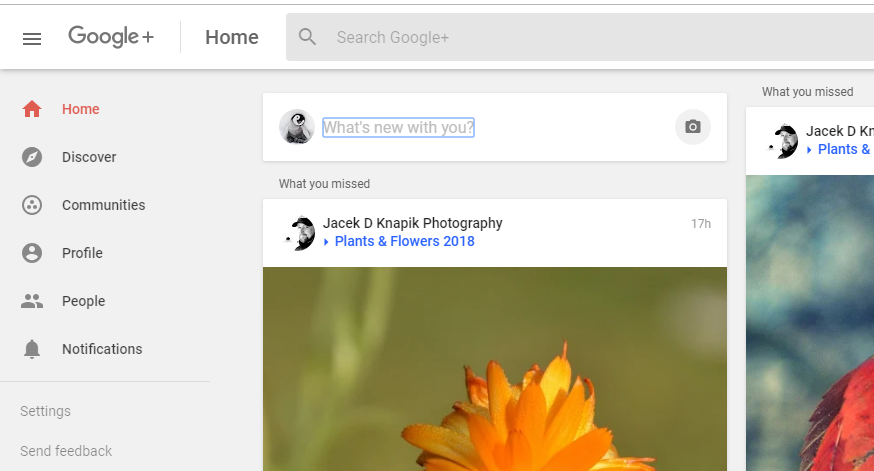 Google+
Home
Search Google+
Home
Discover
Communities
Profile
People
Notifications
Settings
Send feedback
What's new with you?
What you missed
Jacek D Knapik Photography
17h
Plants & Flowers 2018
What you missed
Jacek D Kn
Plants &